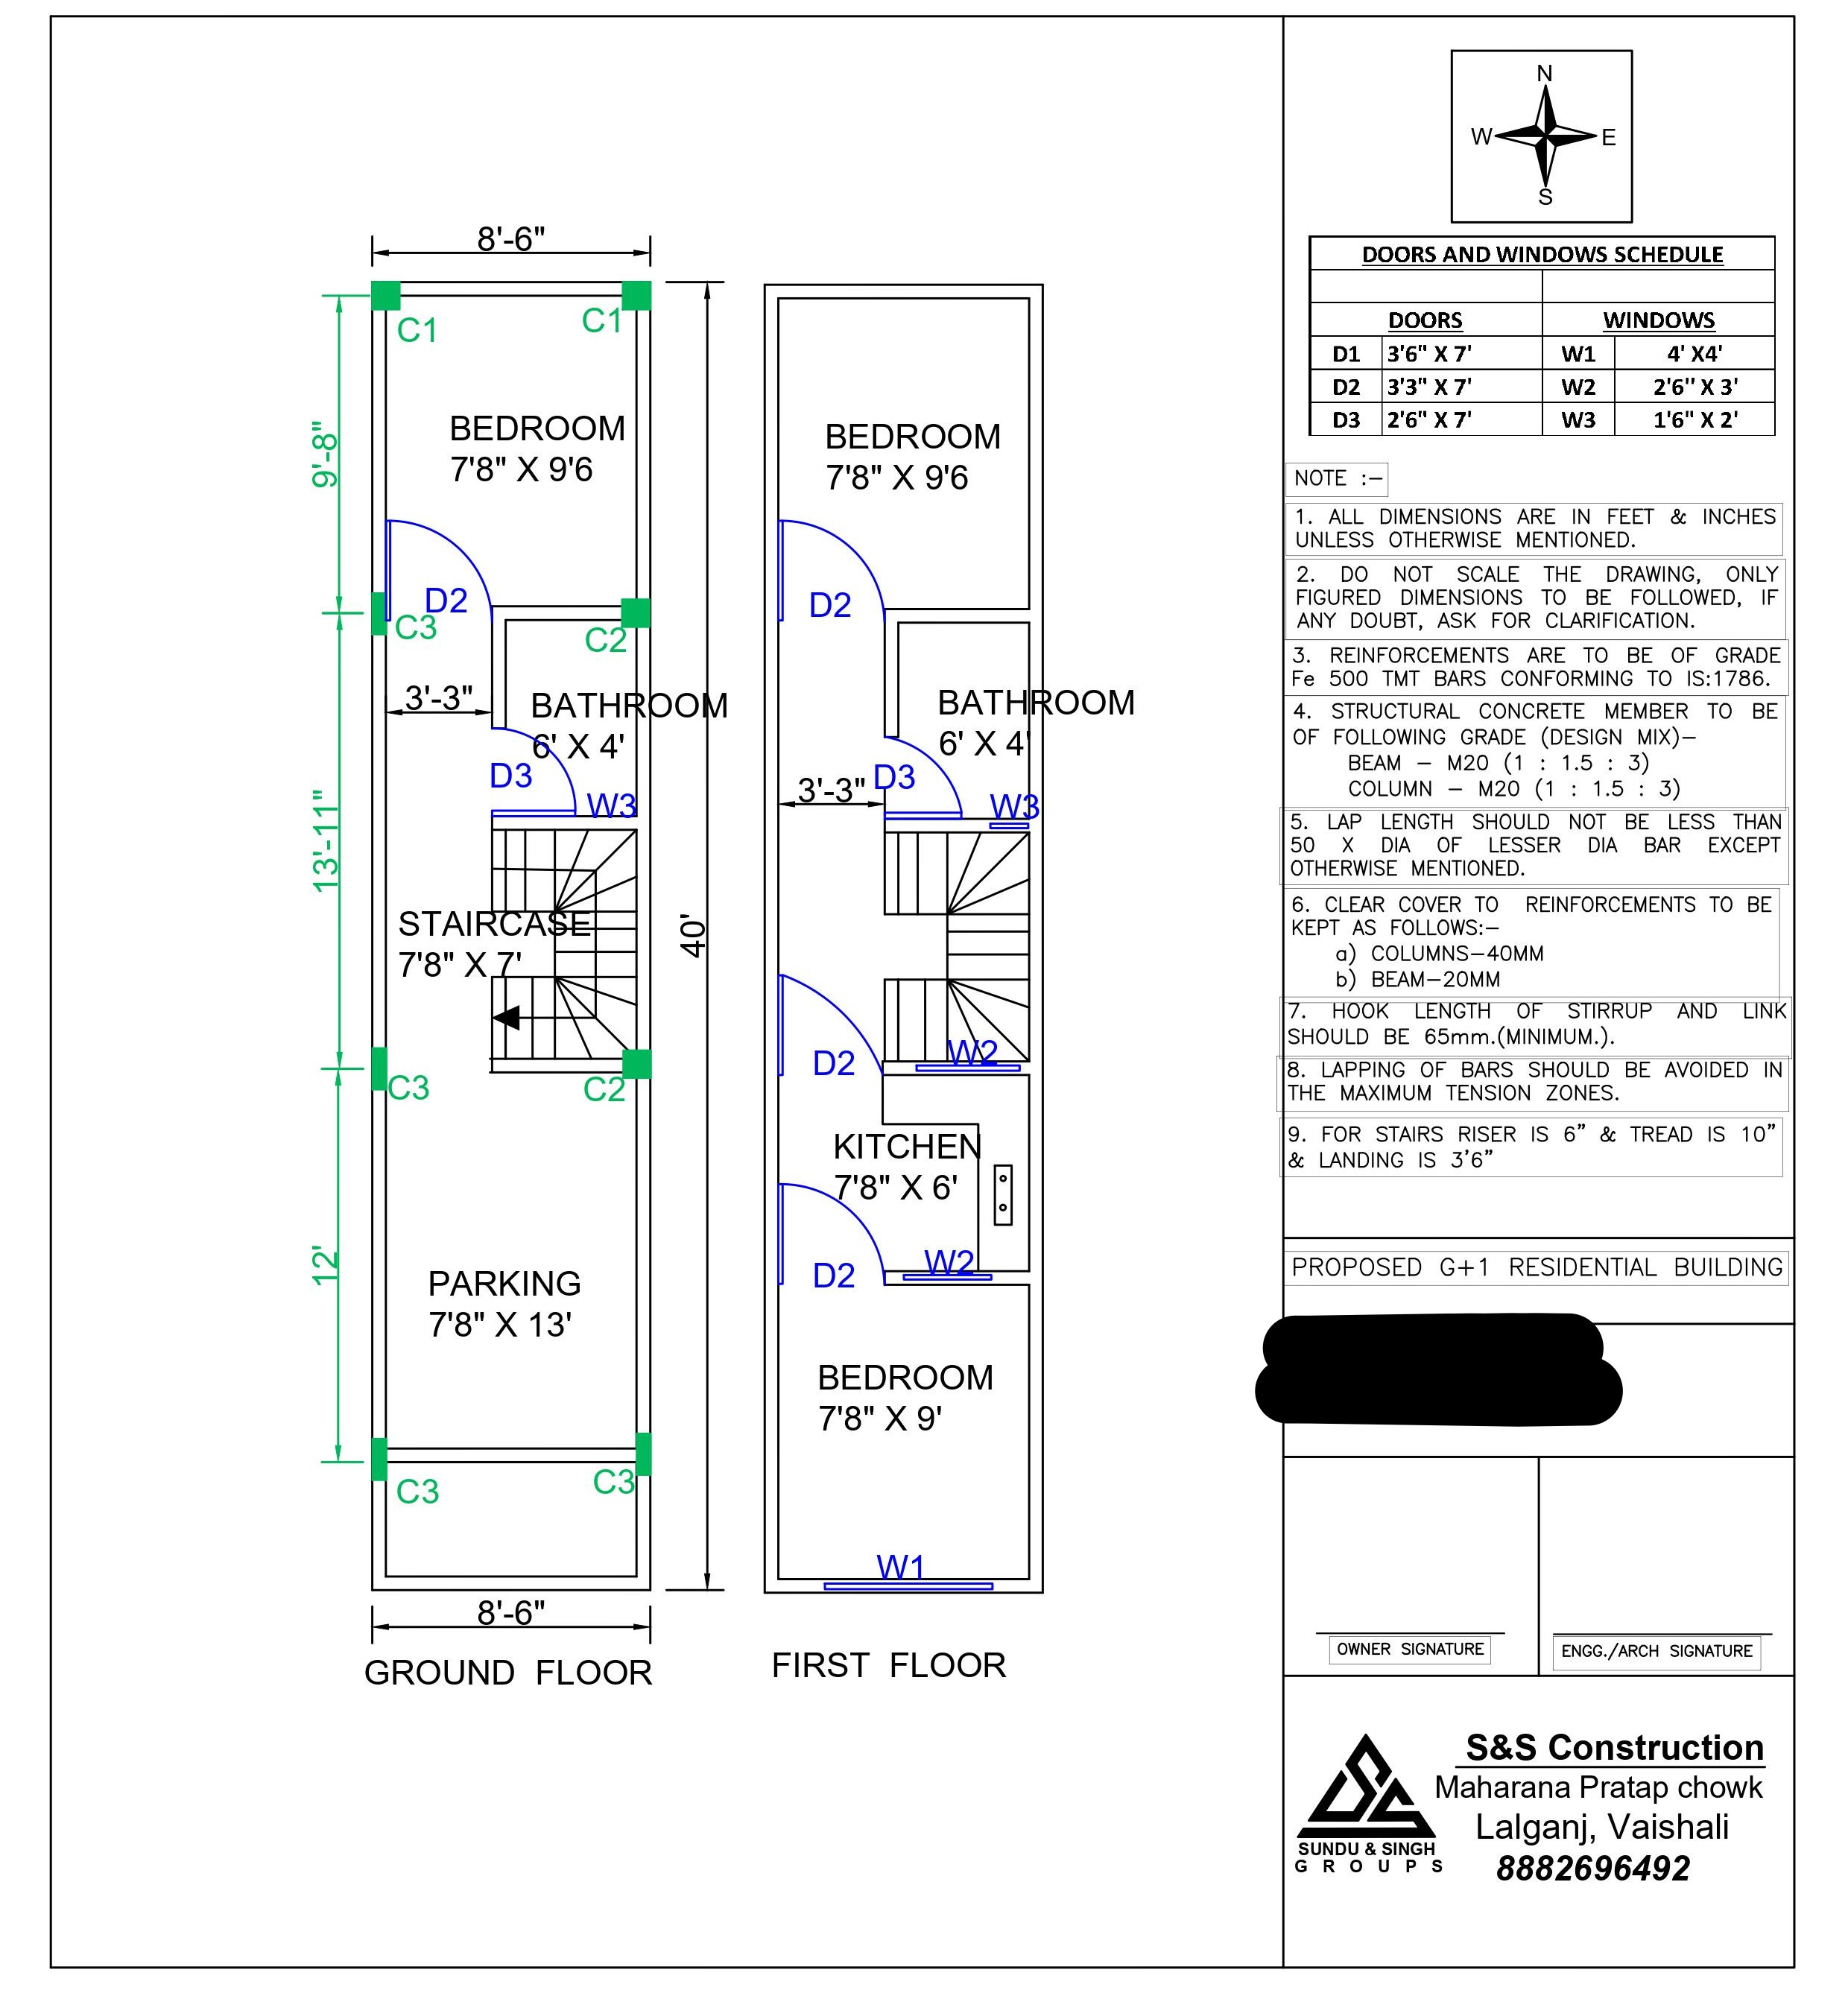 8'-6"
C1
C1
9'-8"
BEDROOM
7'8" X 9'6
D2
C3
C2
3'-3"
BATHROOM
6' X 4'
D3
W3
13'-11"
STAIRCASE
7'8" X 7'
40'
C3
C2
12'
PARKING
7'8" X 13'
C3
C3
8'-6"
GROUND FLOOR
BEDROOM
7'8" X 9'6
D2
BATHROOM
6' X 4'
3'-3"
D3
W3
D2
W2
KITCHEN
7'8" X 6'
D2
W2
BEDROOM
7'8" X 9'
W1
FIRST FLOOR
N
W
E
S
DOORS AND WINDOWS SCHEDULE
DOORS WINDOWS
D1 3'6" X 7' W1 4' X4'
D2 3'3" X 7' W2 2'6'' X 3'
D3 2'6" X 7' W3 1'6" X 2'
NOTE :–
1. ALL DIMENSIONS ARE IN FEET & INCHES
UNLESS OTHERWISE MENTIONED.
2. DO NOT SCALE THE DRAWING, ONLY
FIGURED DIMENSIONS TO BE FOLLOWED, IF
ANY DOUBT, ASK FOR CLARIFICATION.
3. REINFORCEMENTS ARE TO BE OF GRADE
Fe 500 TMT BARS CONFORMING TO IS:1786.
4. STRUCTURAL CONCRETE MEMBER TO BE
OF FOLLOWING GRADE (DESIGN MIX)–
BEAM – M20 (1 : 1.5 : 3)
COLUMN – M20 (1 : 1.5 : 3)
5. LAP LENGTH SHOULD NOT BE LESS THAN
50 X DIA OF LESSER DIA BAR EXCEPT
OTHERWISE MENTIONED.
6. CLEAR COVER TO REINFORCEMENTS TO BE
KEPT AS FOLLOWS:–
a) COLUMNS–40MM
b) BEAM–20MM
7. HOOK LENGTH OF STIRRUP AND LINK
SHOULD BE 65mm.(MINIMUM.).
8. LAPPING OF BARS SHOULD BE AVOIDED IN
THE MAXIMUM TENSION ZONES.
9. FOR STAIRS RISER IS 6” & TREAD IS 10”
& LANDING IS 3’6”
PROPOSED G+1 RESIDENTIAL BUILDING
OWNER SIGNATURE
ENGG./ARCH SIGNATURE
SUNDU & SINGH
GROUPS
S&S Construction
Maharana Pratap chowk
Lalganj, Vaishali
8882696492